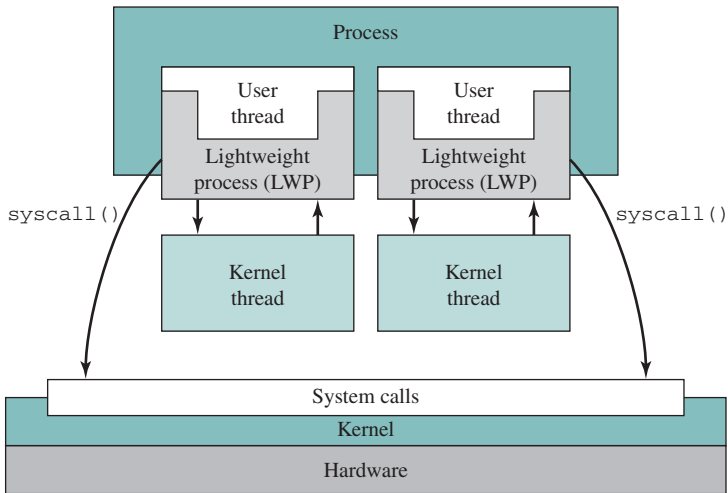 Process
User
thread
User
thread
Lightweight
process (LWP)
Lightweight
process (LWP)
syscall()
syscall()
Kernel
thread
Kernel
thread
System calls
Kernel
Hardware